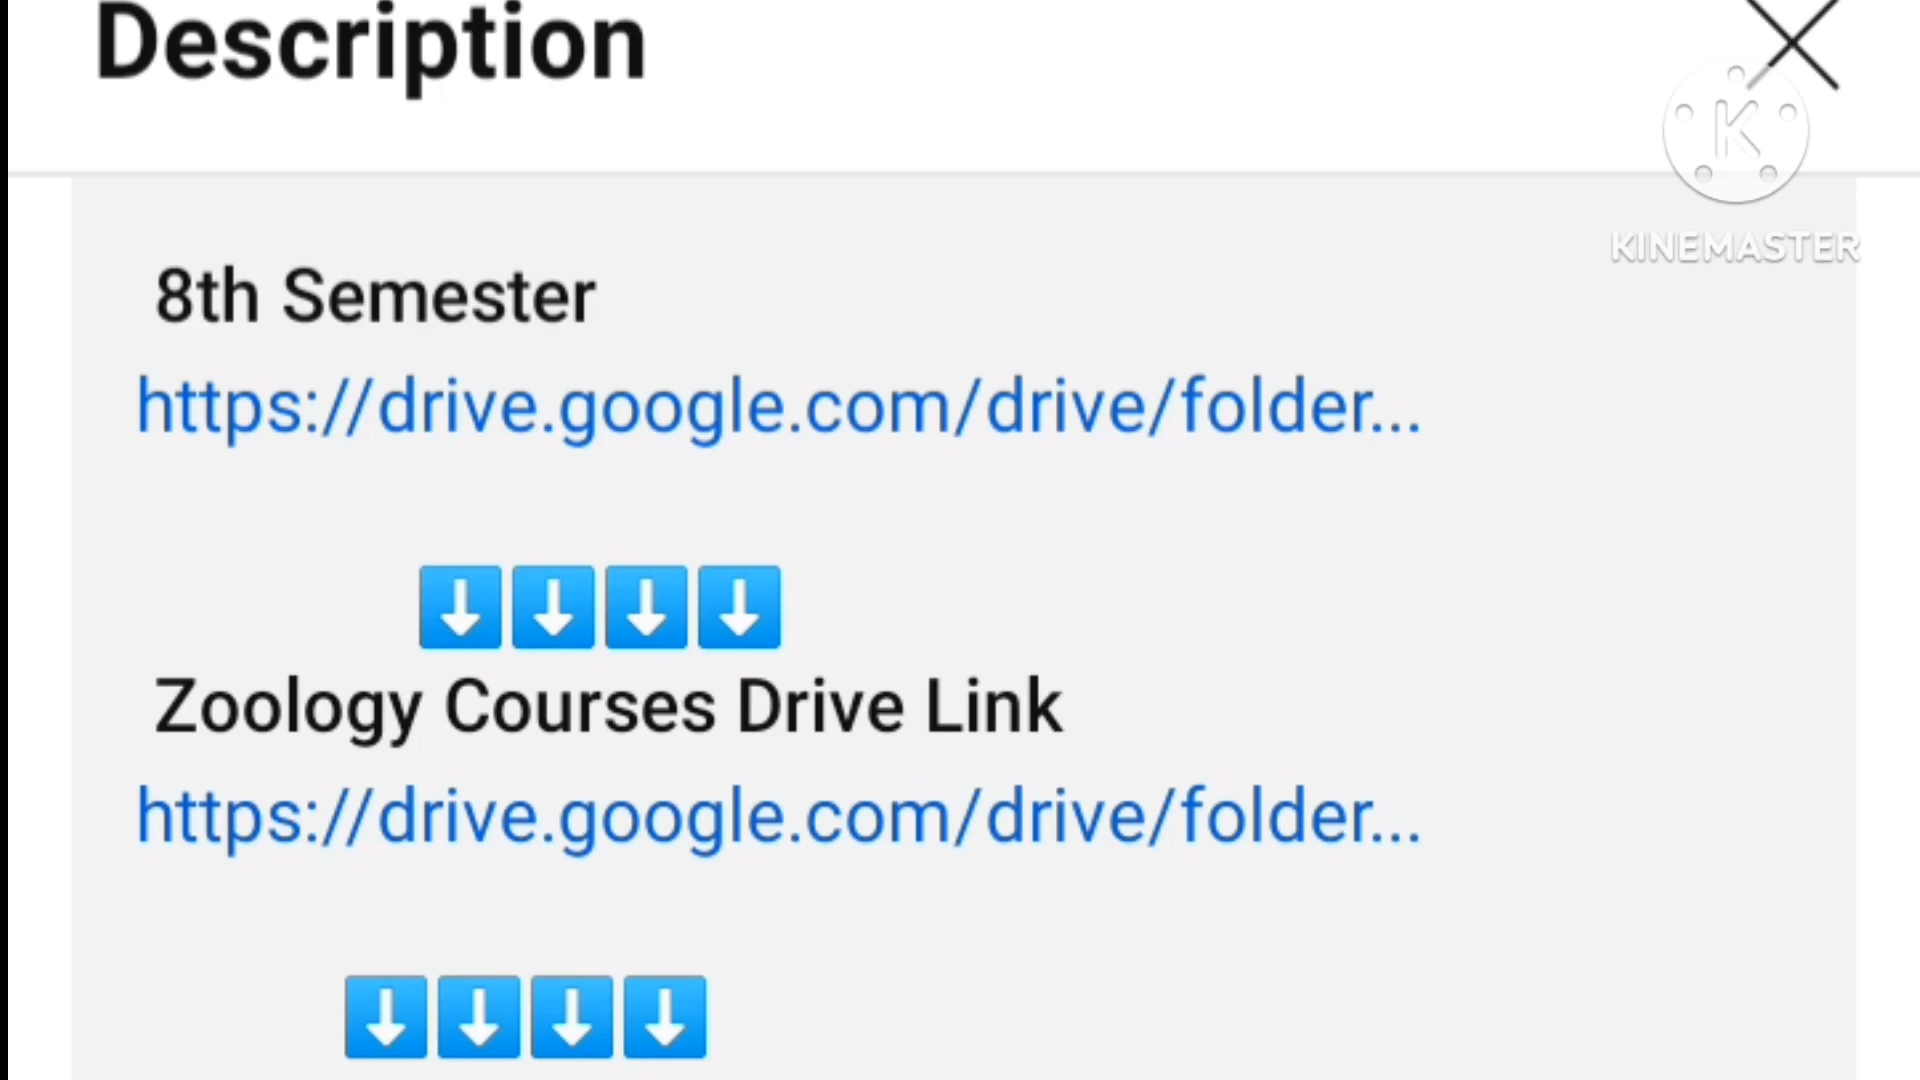 Description
K
KINEMASTER
8th Semester
https://drive.google.com/drive/folder...
⬇️⬇️⬇️⬇️
Zoology Courses Drive Link
https://drive.google.com/drive/folder...
⬇️⬇️⬇️⬇️